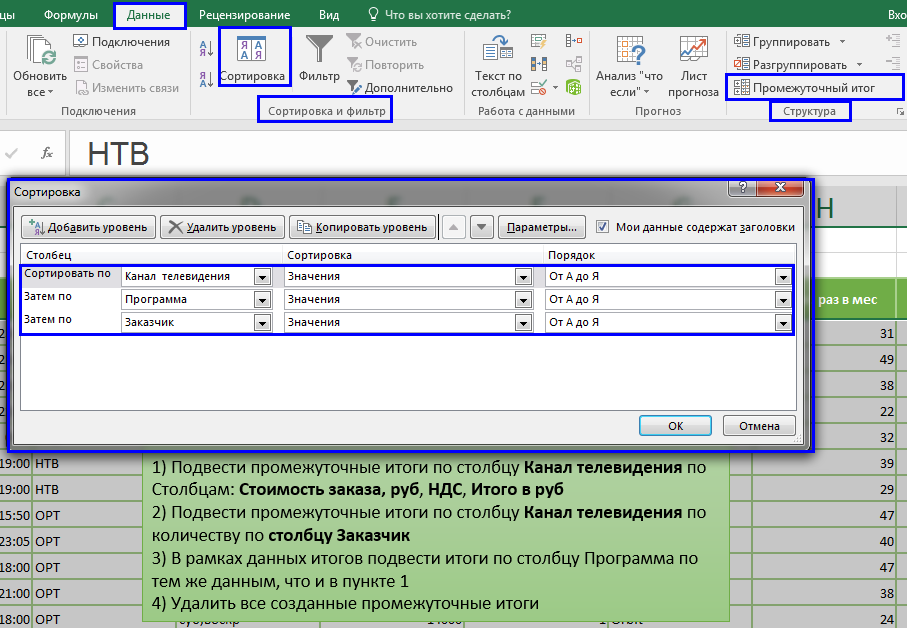 цы Формулы Данные Рецензирование Вид Что вы хотите сделать? Вхо
Обновить все
Подключения
Свойства
Изменить связи
Подключения
Сортировка
Фильтр
Очистить
Повторить
Дополнительно
Сортировка и фильтр
Текст по столбцам
Работа с данными
Анализ "что если"
Лист прогноза
Прогноз
Группировать
Разгруппировать
Промежуточный итог
Структура
fx НТВ
Сортировка
H
Добавить уровень Удалить уровень Копировать уровень Параметры... Мои данные содержат заголовки
Столбец Сортировка Порядок
Сортировать по Канал телевидения Значения От А до Я
Затем по Программа Значения От А до Я
Затем по Заказчик Значения От А до Я
ОК Отмена
раз в мес
31
49
38
22
32
19:00 НТВ 39
19:00 НТВ 29
15:50 ОРТ 47
23:05 ОРТ 40
18:00 ОРТ 47
21:00 ОРТ 38
18:00 ОРТ 24
1) Подвести промежуточные итоги по столбцу Канал телевидения по
Столбцам: Стоимость заказа, руб, НДС, Итого в руб
2) Подвести промежуточные итоги по столбцу Канал телевидения по
количеству по столбцу Заказчик
3) В рамках данных итогов подвести итоги по столбцу Программа по
тем же данным, что и в пункте 1
4) Удалить все созданные промежуточные итоги